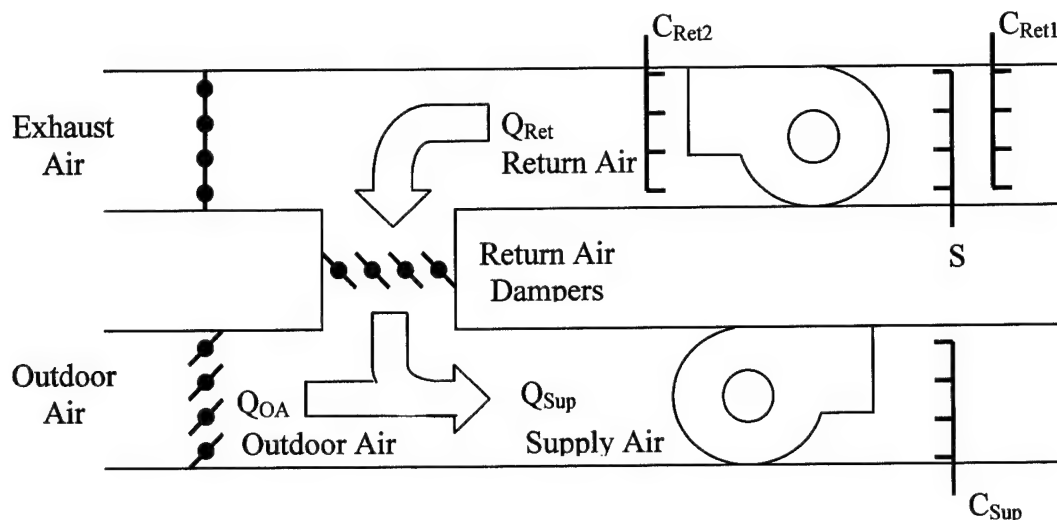 C_Ret2
C_Ret1
Exhaust
Air
Q_Ret
Return Air
Return Air
Dampers
S
Outdoor
Air
Q_OA
Outdoor Air
Q_Sup
Supply Air
C_Sup